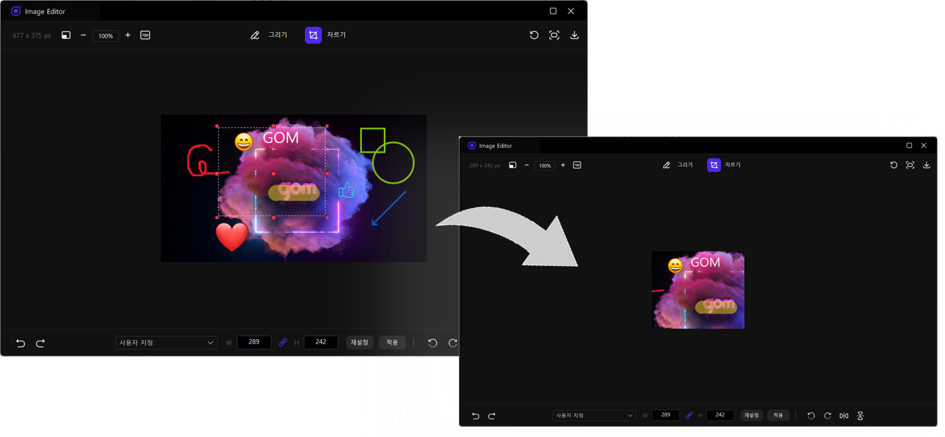 Image Editor
677 x 375 px
100%
그리기
자르기
GOM
gom
사용자 지정
W
289
H
242
재설정
적용
Image Editor
289 x 242 px
100%
그리기
자르기
GOM
gom
사용자 지정
W
289
H
242
재설정
적용